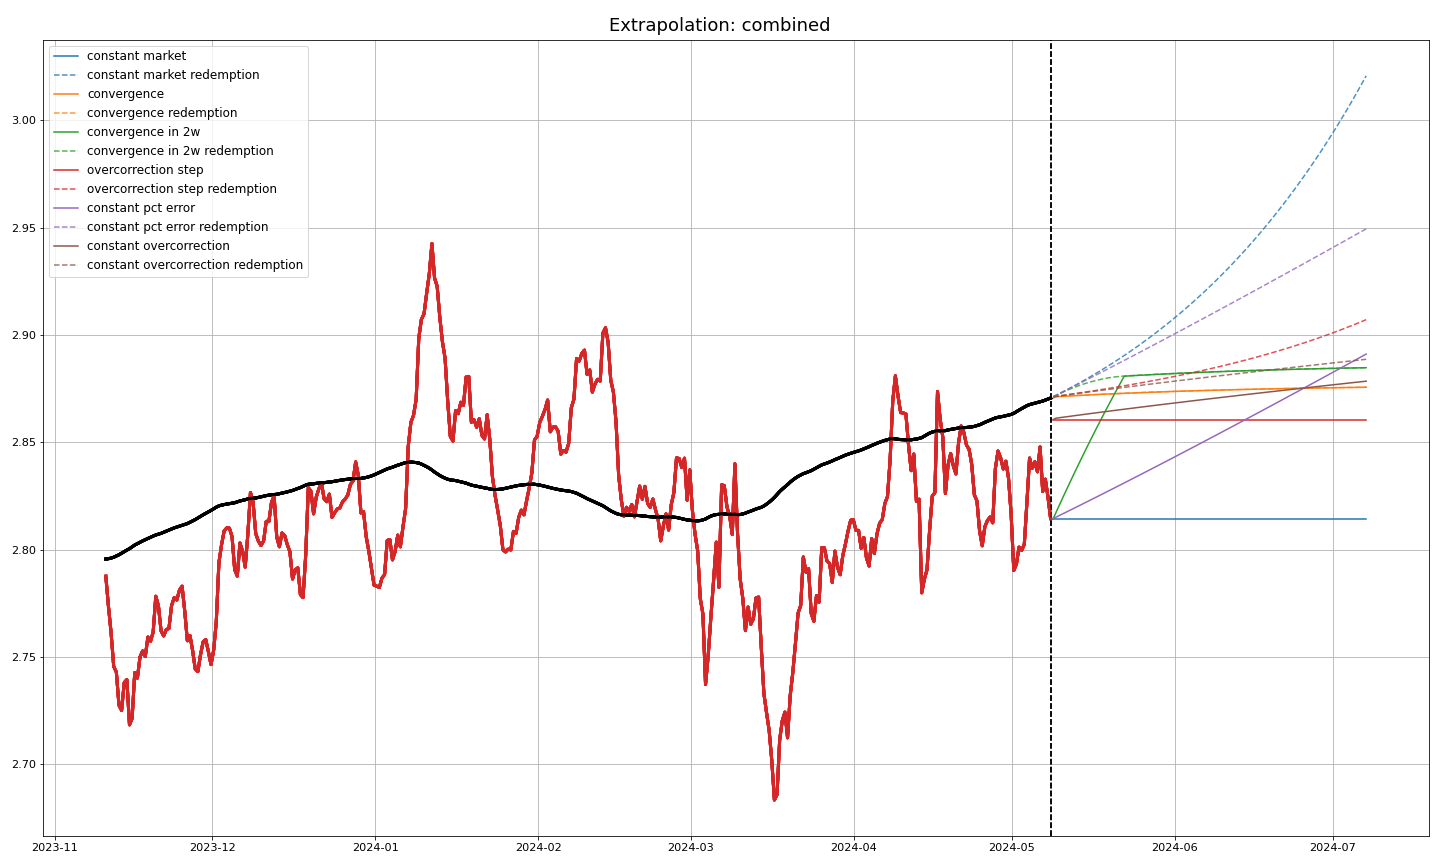 Extrapolation: combined
constant market
constant market redemption
convergence
convergence redemption
convergence in 2w
convergence in 2w redemption
overcorrection step
overcorrection step redemption
constant pct error
constant pct error redemption
constant overcorrection
constant overcorrection redemption
3.00
2.95
2.90
2.85
2.80
2.75
2.70
2023-11 2023-12 2024-01 2024-02 2024-03 2024-04 2024-05 2024-06 2024-07